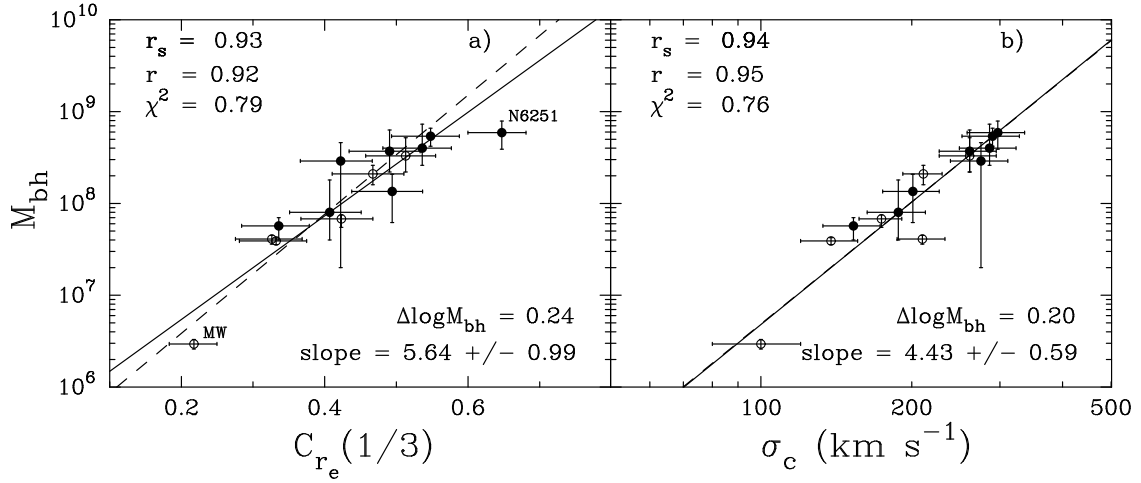 10^10
10^9
10^8
10^7
10^6
M_bh
r_s = 0.93
r = 0.92
χ^2 = 0.79
a)
N6251
MW
ΔlogM_bh = 0.24
slope = 5.64 +/- 0.99
0.2 0.4 0.6
C_r_e(1/3)
r_s = 0.94
r = 0.95
χ^2 = 0.76
b)
ΔlogM_bh = 0.20
slope = 4.43 +/- 0.59
100 200 500
σ_c (km s^-1)